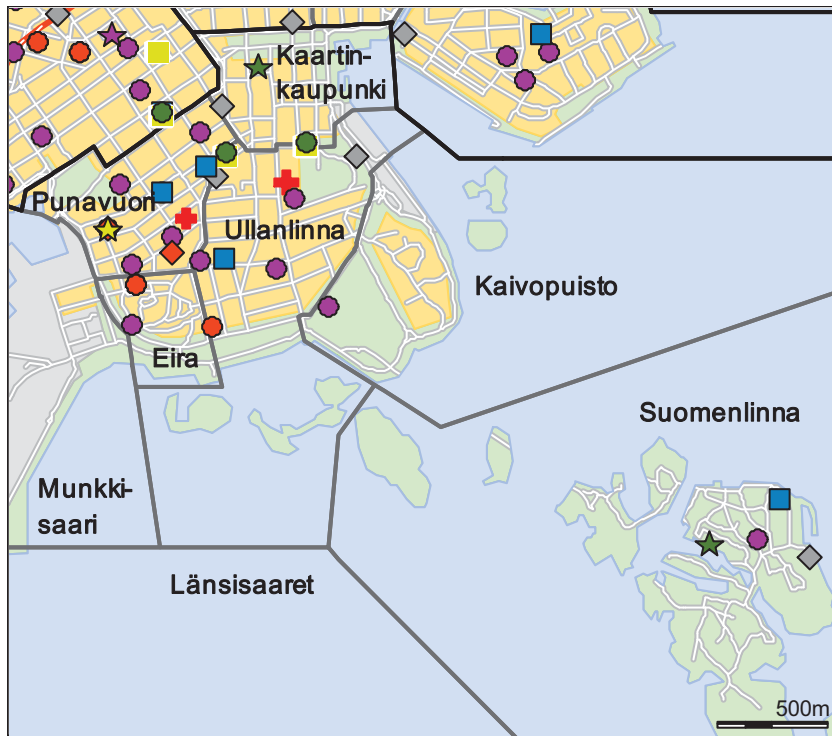 Kaartin-
kaupunki
Punavuori
Ullanlinna
Kaivopuisto
Eira
Suomenlinna
Munkki-
saari
Länsisaaret
500m